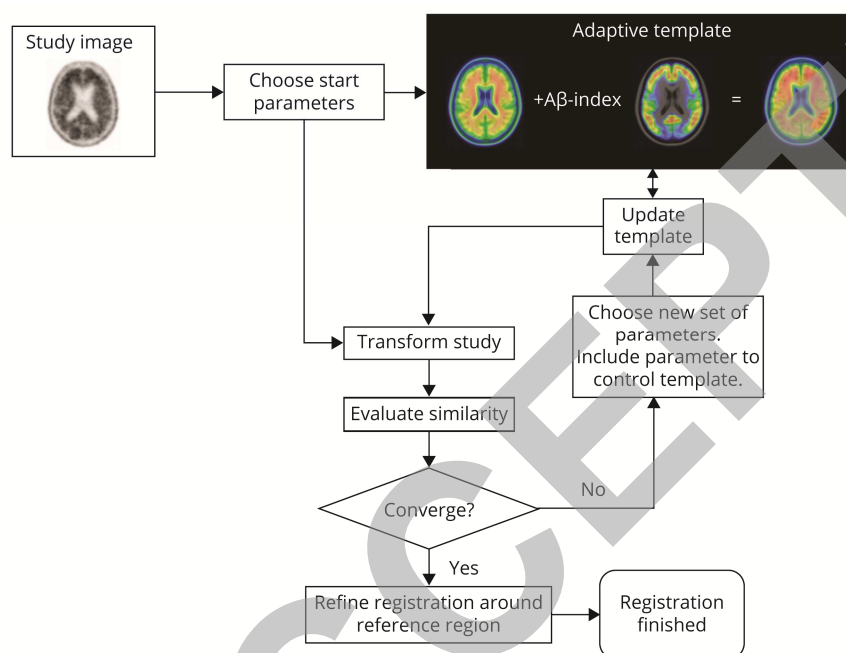 Study image
Choose start
parameters
Adaptive template
+Aβ-index
=
Update
template
Choose new set of
parameters.
Include parameter to
control template.
Transform study
Evaluate similarity
Converge?
No
Yes
Refine registration around
reference region
Registration
finished
CCEPT